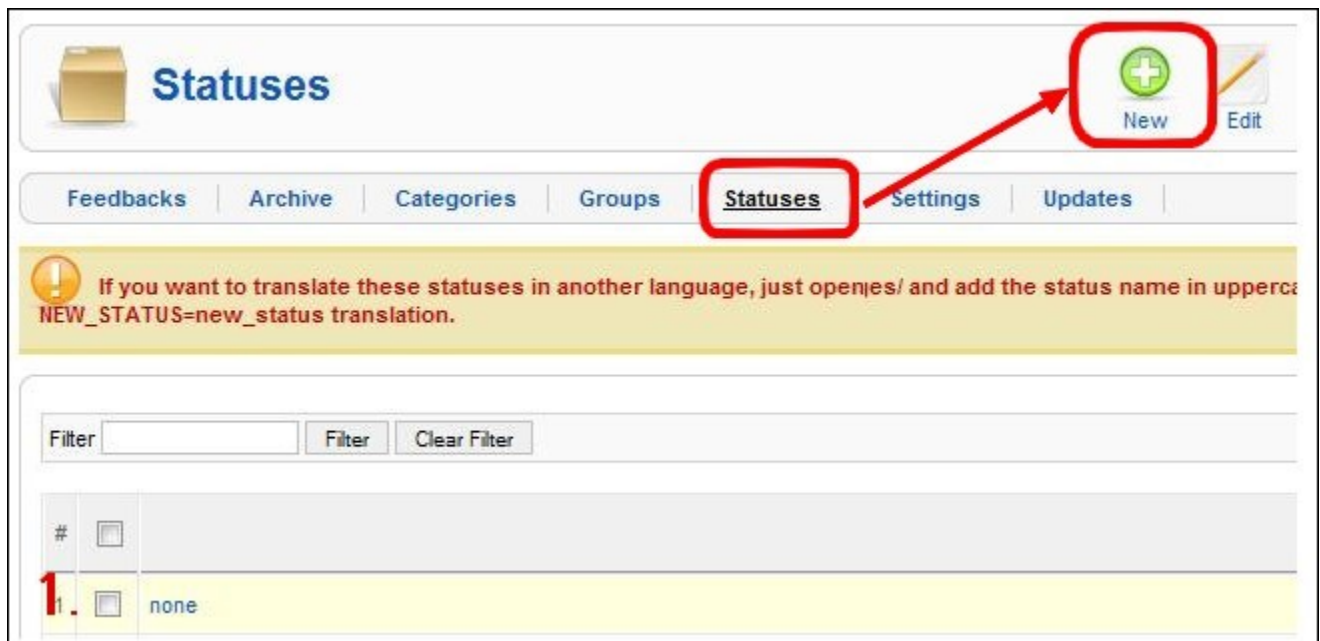 Statuses
New Edit
Feedbacks Archive Categories Groups Statuses Settings Updates
If you want to translate these statuses in another language, just open es/ and add the status name in upperca
NEW_STATUS=new_status translation.
Filter Filter Clear Filter
#
1.
none